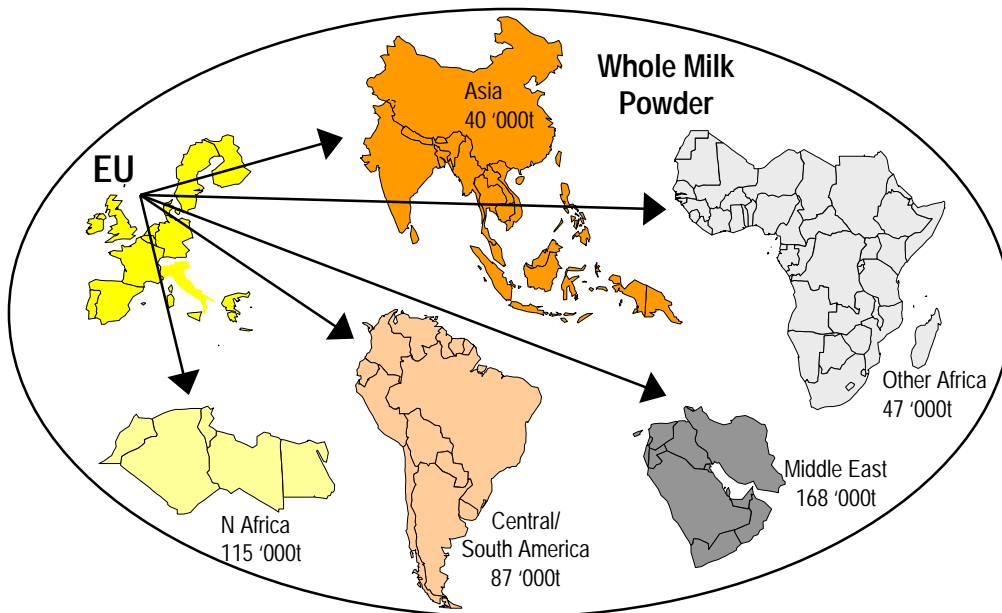 Whole Milk
Powder
EU
Asia
40 ‘000t
Other Africa
47 ‘000t
N Africa
115 ‘000t
Central/
South America
87 ‘000t
Middle East
168 ‘000t